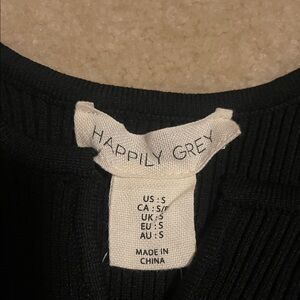 HAPPILY GREY
US : S
CA : S/P
UK : S
EU : S
AU : S
MADE IN
CHINA